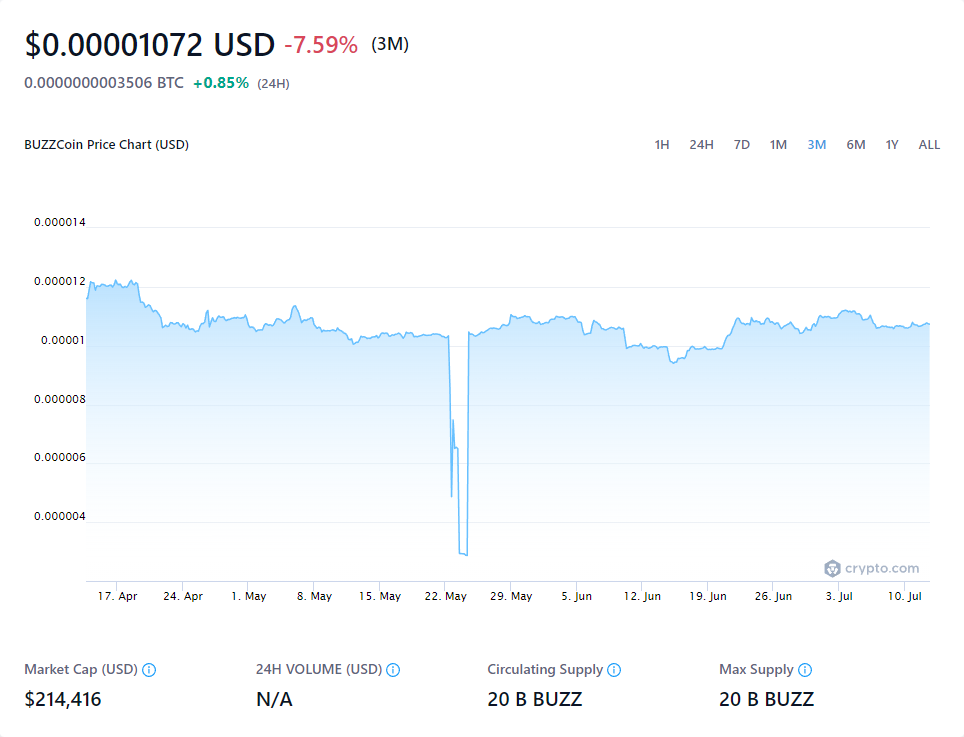 $0.00001072 USD -7.59% (3M)
0.0000000003506 BTC +0.85% (24H)
BUZZCoin Price Chart (USD) 1H 24H 7D 1M 3M 6M 1Y ALL
0.000014
0.000012
0.00001
0.000008
0.000006
0.000004
crypto.com
17. Apr 24. Apr 1. May 8. May 15. May 22. May 29. May 5. Jun 12. Jun 19. Jun 26. Jun 3. Jul 10. Jul
Market Cap (USD) 24H VOLUME (USD) Circulating Supply Max Supply
$214,416 N/A 20 B BUZZ 20 B BUZZ